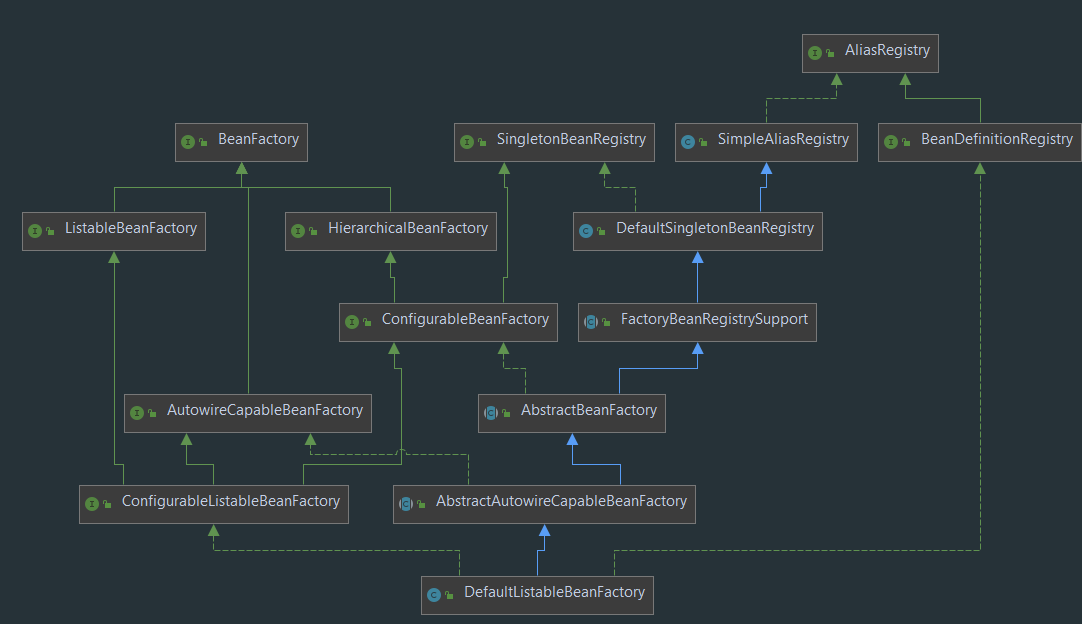 AliasRegistry
BeanFactory
SingletonBeanRegistry
SimpleAliasRegistry
BeanDefinitionRegistry
ListableBeanFactory
HierarchicalBeanFactory
DefaultSingletonBeanRegistry
ConfigurableBeanFactory
FactoryBeanRegistrySupport
AutowireCapableBeanFactory
AbstractBeanFactory
ConfigurableListableBeanFactory
AbstractAutowireCapableBeanFactory
DefaultListableBeanFactory